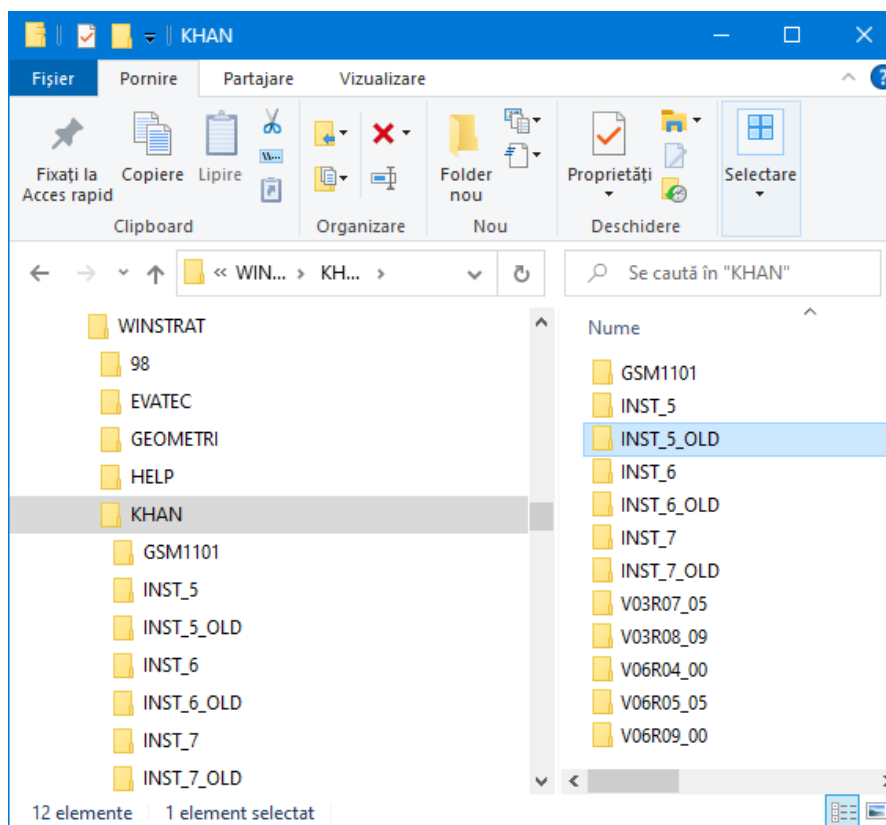 KHAN
Fișier Pornire Partajare Vizualizare
Fixați la Acces rapid
Copiere
Lipire
W...
Folder nou
Proprietăți
Selectare
Clipboard Organizare Nou Deschidere
« WIN... › KH... ›
Se caută în "KHAN"
WINSTRAT
98
EVATEC
GEOMETRI
HELP
KHAN
GSM1101
INST_5
INST_5_OLD
INST_6
INST_6_OLD
INST_7
INST_7_OLD
Nume
GSM1101
INST_5
INST_5_OLD
INST_6
INST_6_OLD
INST_7
INST_7_OLD
V03R07_05
V03R08_09
V06R04_00
V06R05_05
V06R09_00
12 elemente 1 element selectat